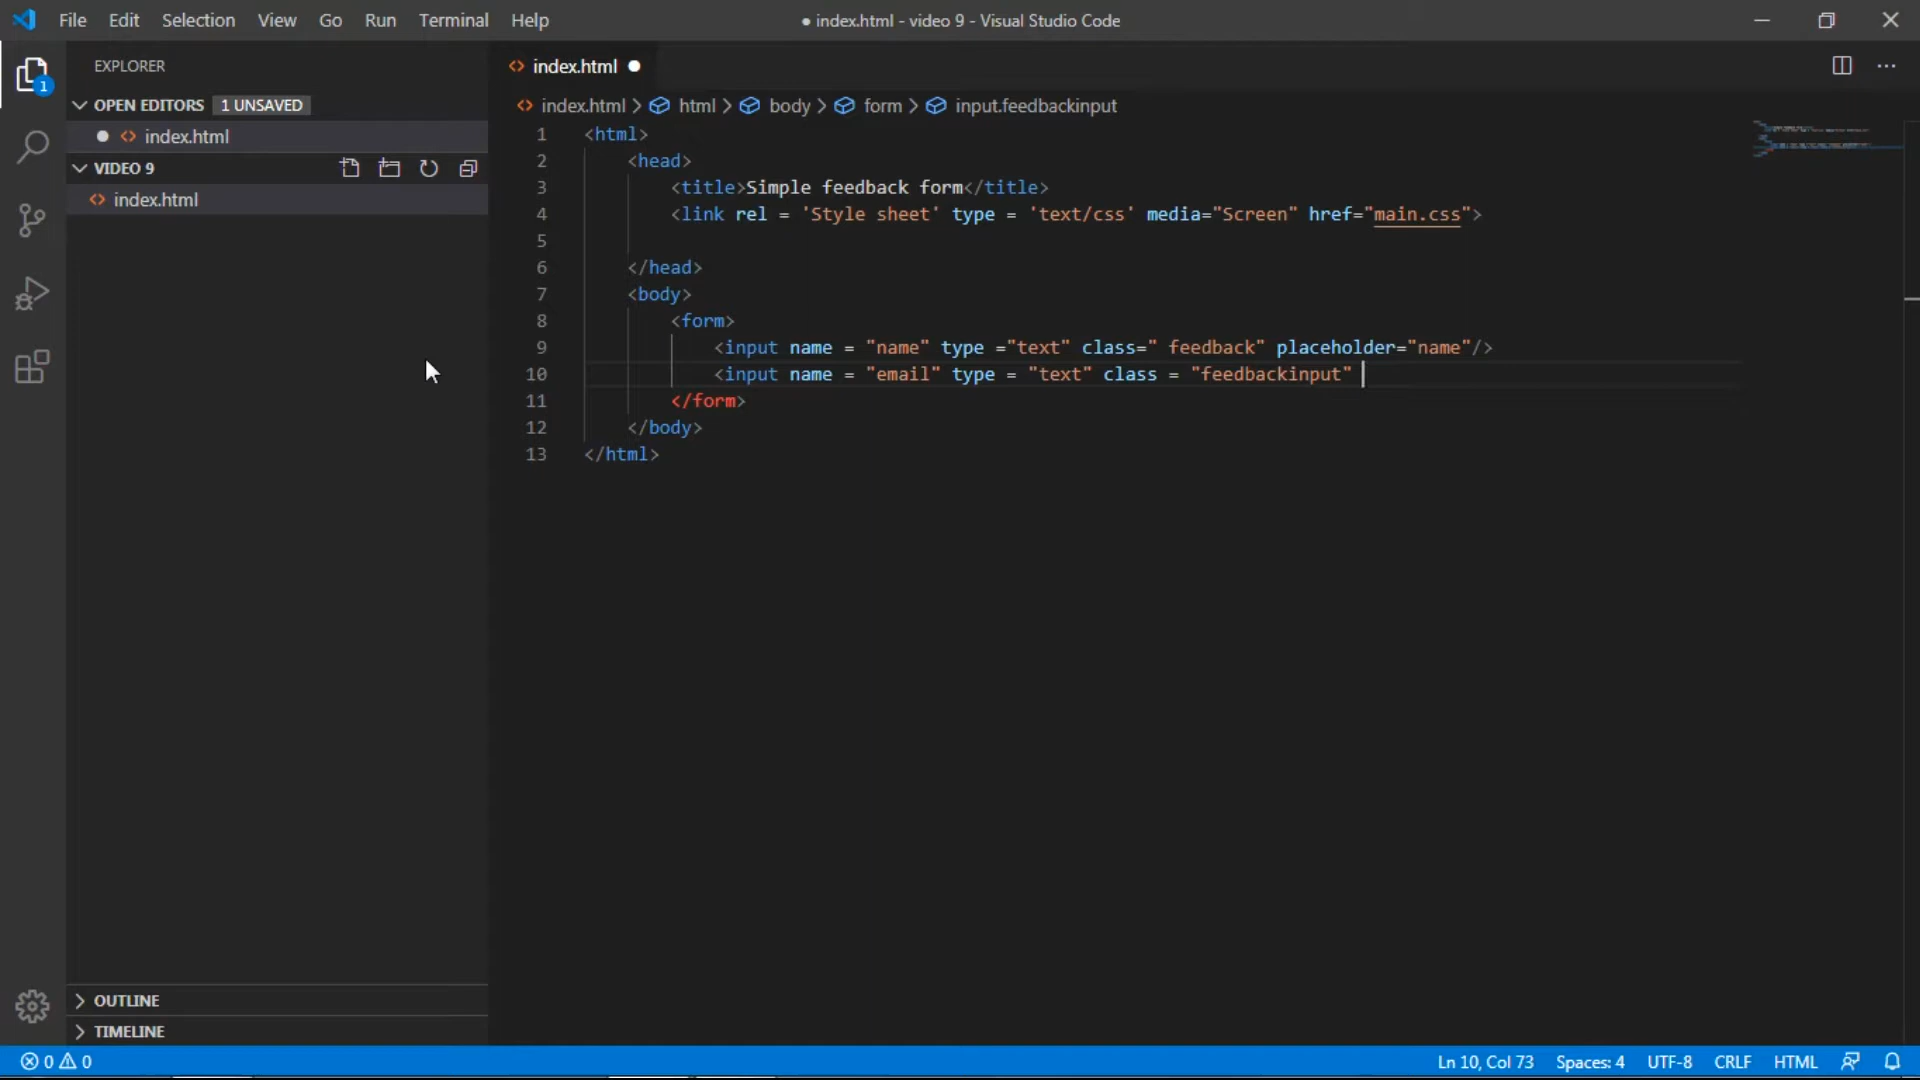 File Edit Selection View Go Run Terminal Help
● index.html - video 9 - Visual Studio Code
EXPLORER
1
OPEN EDITORS 1 UNSAVED
index.html
VIDEO 9
index.html
OUTLINE
TIMELINE
index.html
index.html > html > body > form > input.feedbackinput
1 <html>
2 <head>
3 <title>Simple feedback form</title>
4 <link rel = 'Style sheet' type = 'text/css' media="Screen" href="main.css">
5
6 </head>
7 <body>
8 <form>
9 <input name = "name" type ="text" class=" feedback" placeholder="name"/>
10 <input name = "email" type = "text" class = "feedbackinput"
11 </form>
12 </body>
13 </html>
0 0
Ln 10, Col 73 Spaces: 4 UTF-8 CRLF HTML